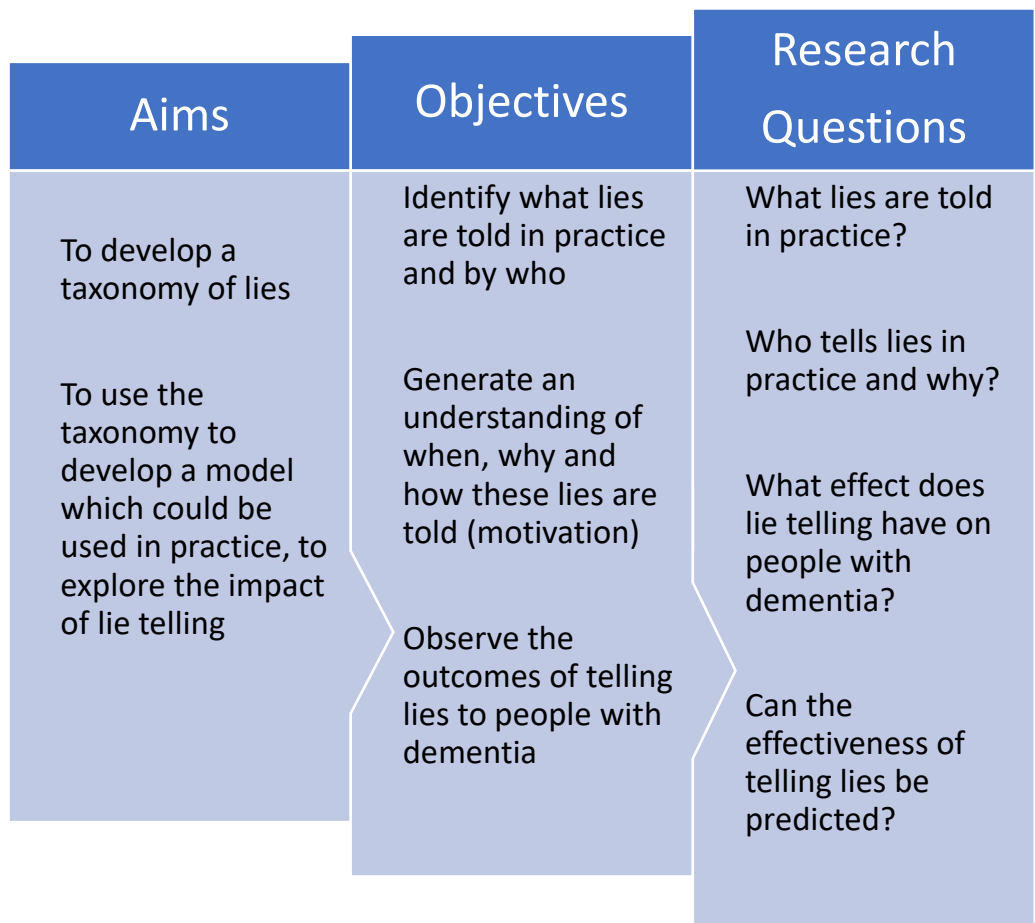 Aims
To develop a
taxonomy of lies
To use the
taxonomy to
develop a model
which could be
used in practice, to
explore the impact
of lie telling
Objectives
Identify what lies
are told in practice
and by who
Generate an
understanding of
when, why and
how these lies are
told (motivation)
Observe the
outcomes of telling
lies to people with
dementia
Research
Questions
What lies are told
in practice?
Who tells lies in
practice and why?
What effect does
lie telling have on
people with
dementia?
Can the
effectiveness of
telling lies be
predicted?